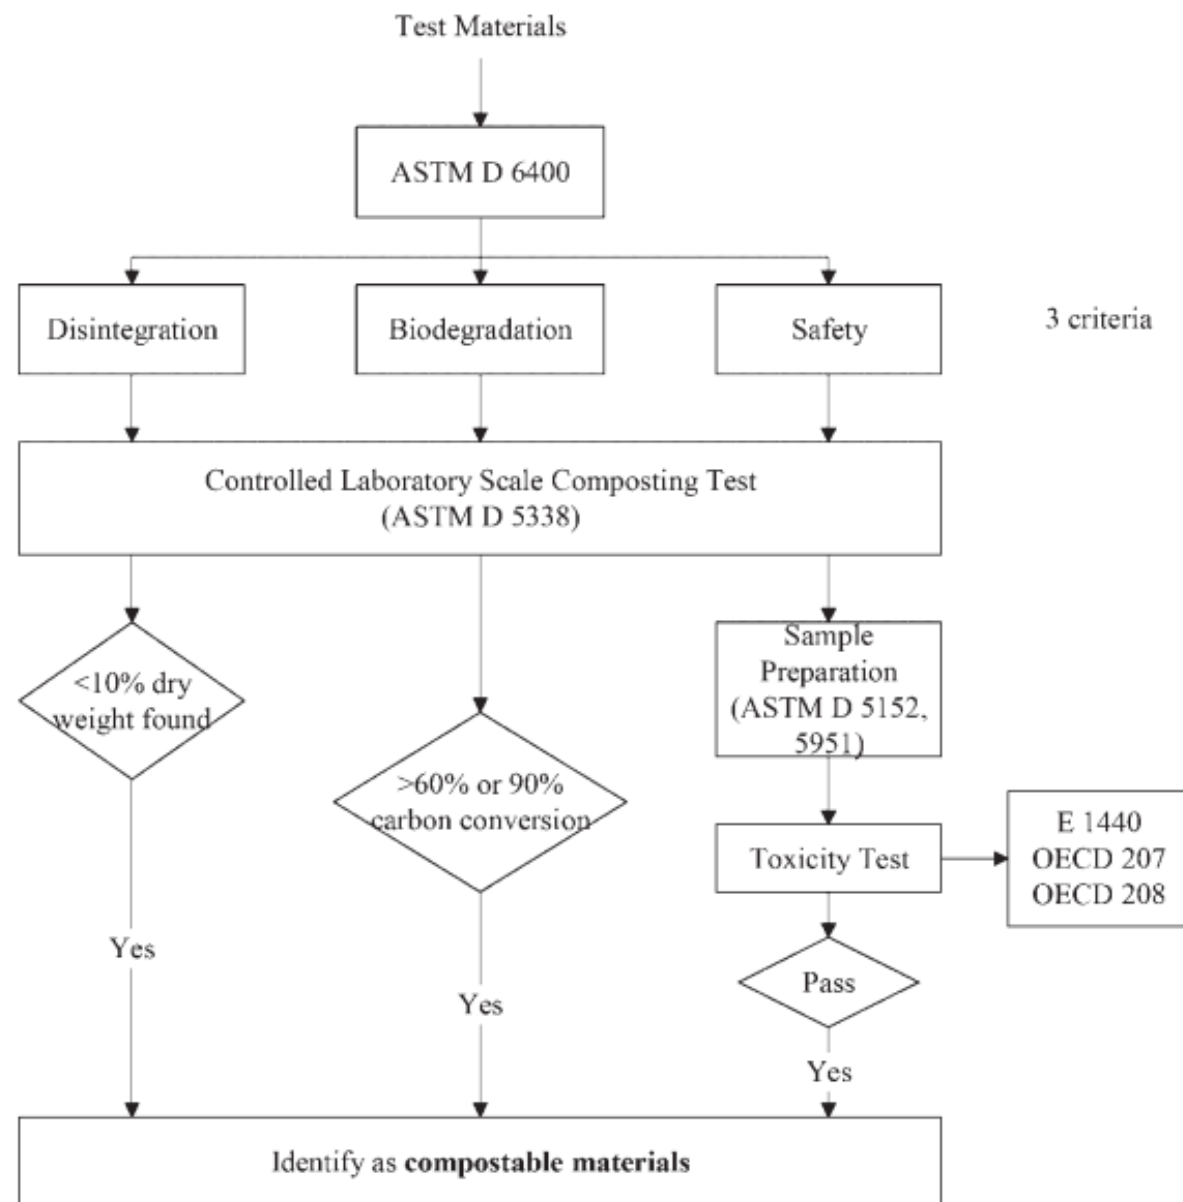 Test Materials
ASTM D 6400
Disintegration
Biodegradation
Safety
3 criteria
Controlled Laboratory Scale Composting Test
(ASTM D 5338)
<10% dry
weight found
>60% or 90%
carbon conversion
Sample
Preparation
(ASTM D 5152,
5951)
Toxicity Test
E 1440
OECD 207
OECD 208
Pass
Yes
Yes
Yes
Identify as compostable materials